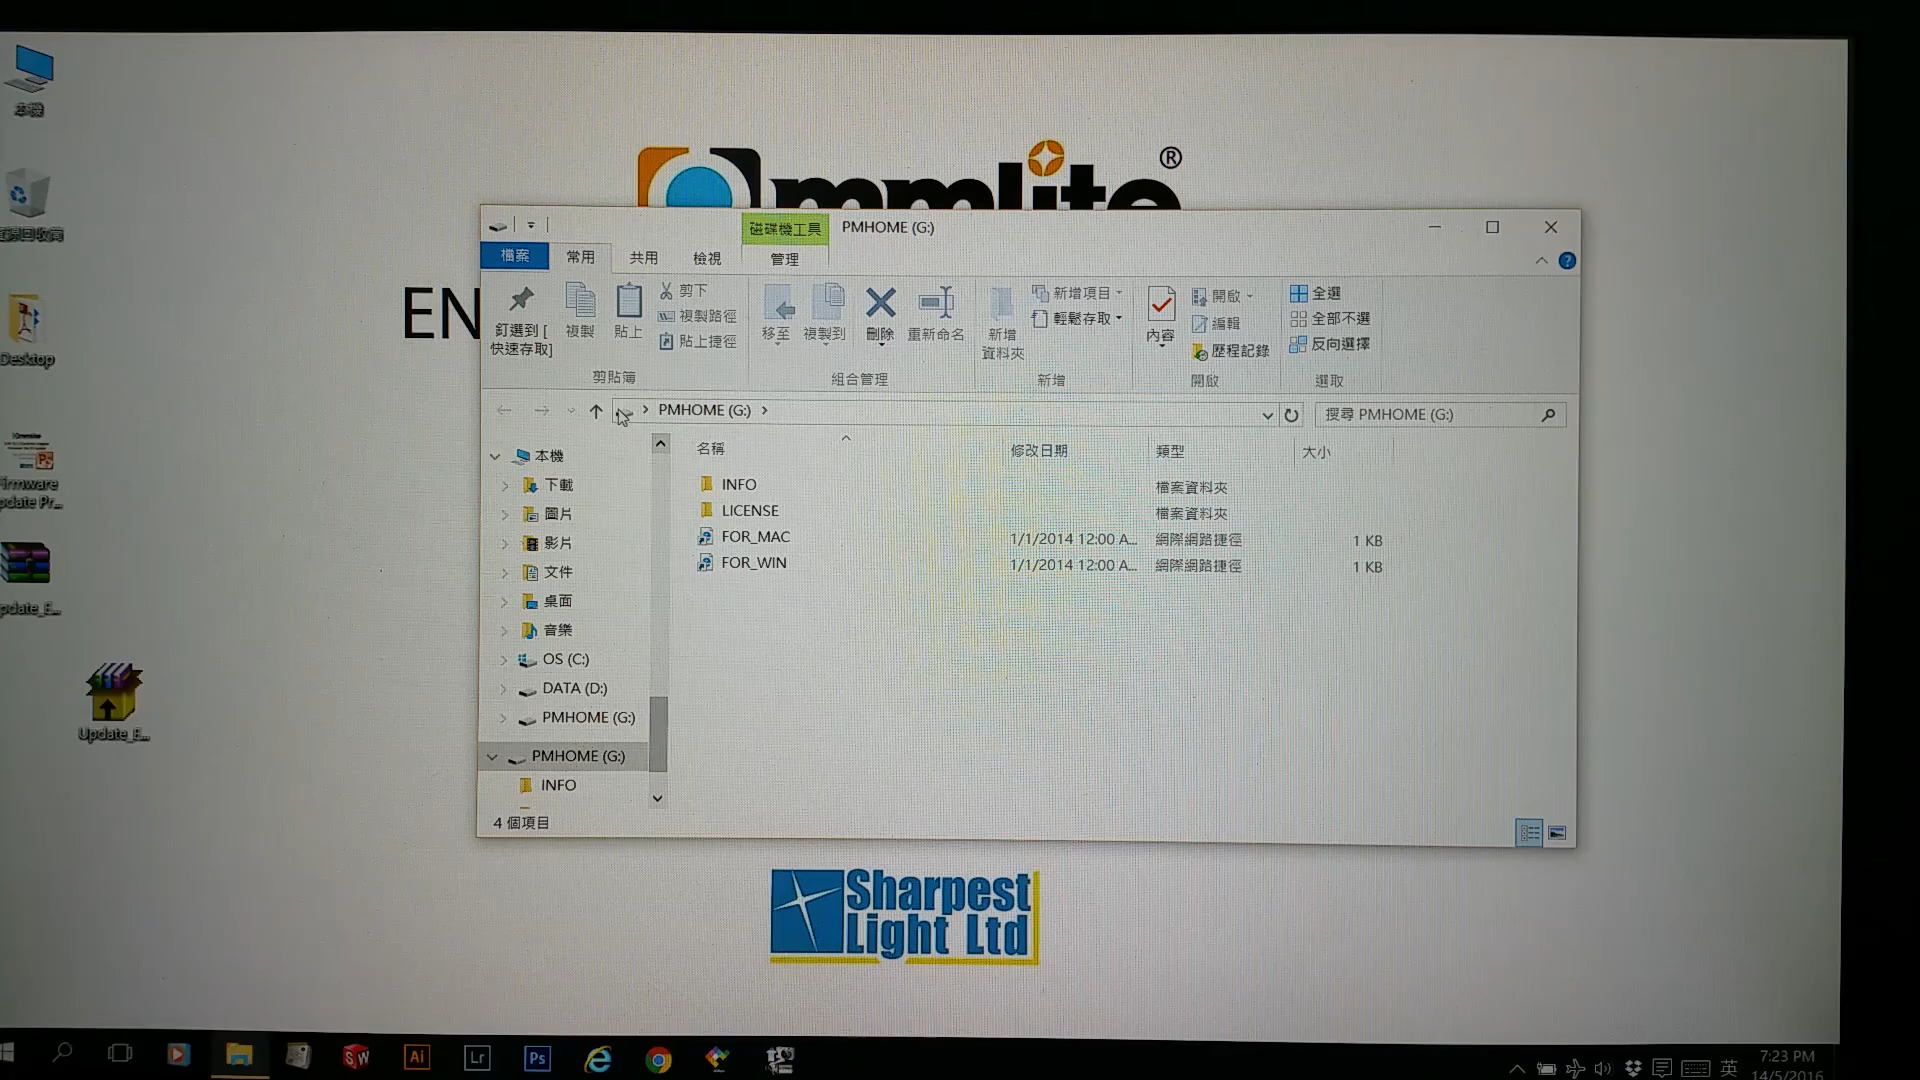 本機
Desktop
Update_E...
mmlite®
EN
磁碟機工具
PMHOME (G:)
檔案
常用
共用
檢視
管理
釘選到 [
快速存取]
複製
貼上
剪下
複製路徑
貼上捷徑
剪貼簿
移至
複製到
刪除
重新命名
組合管理
新增
資料夾
新增項目
輕鬆存取
新增
內容
開啟
編輯
歷程記錄
開啟
全選
全部不選
反向選擇
選取
PMHOME (G:)
搜尋 PMHOME (G:)
本機
下載
圖片
影片
文件
桌面
音樂
OS (C:)
DATA (D:)
PMHOME (G:)
PMHOME (G:)
INFO
名稱
修改日期
類型
大小
INFO
檔案資料夾
LICENSE
檔案資料夾
FOR_MAC
1/1/2014 12:00 A...
網際網路捷徑
1 KB
FOR_WIN
1/1/2014 12:00 A...
網際網路捷徑
1 KB
4 個項目
Sharpest
Light Ltd
SW
Ai
Lr
Ps
英
7:23 PM
14/5/2016